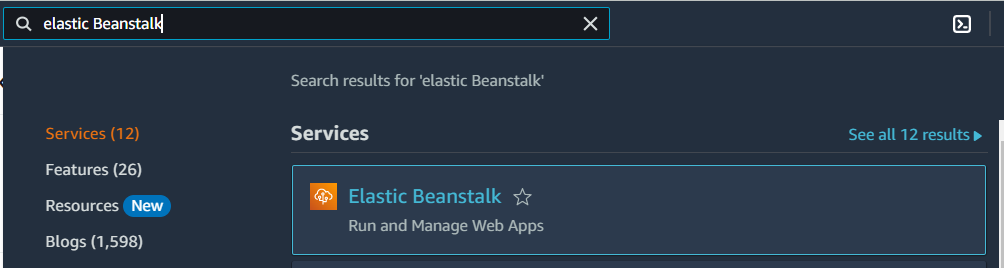 elastic Beanstalk
Search results for 'elastic Beanstalk'
Services (12)
Features (26)
Resources New
Blogs (1,598)
Services
See all 12 results
Elastic Beanstalk
Run and Manage Web Apps